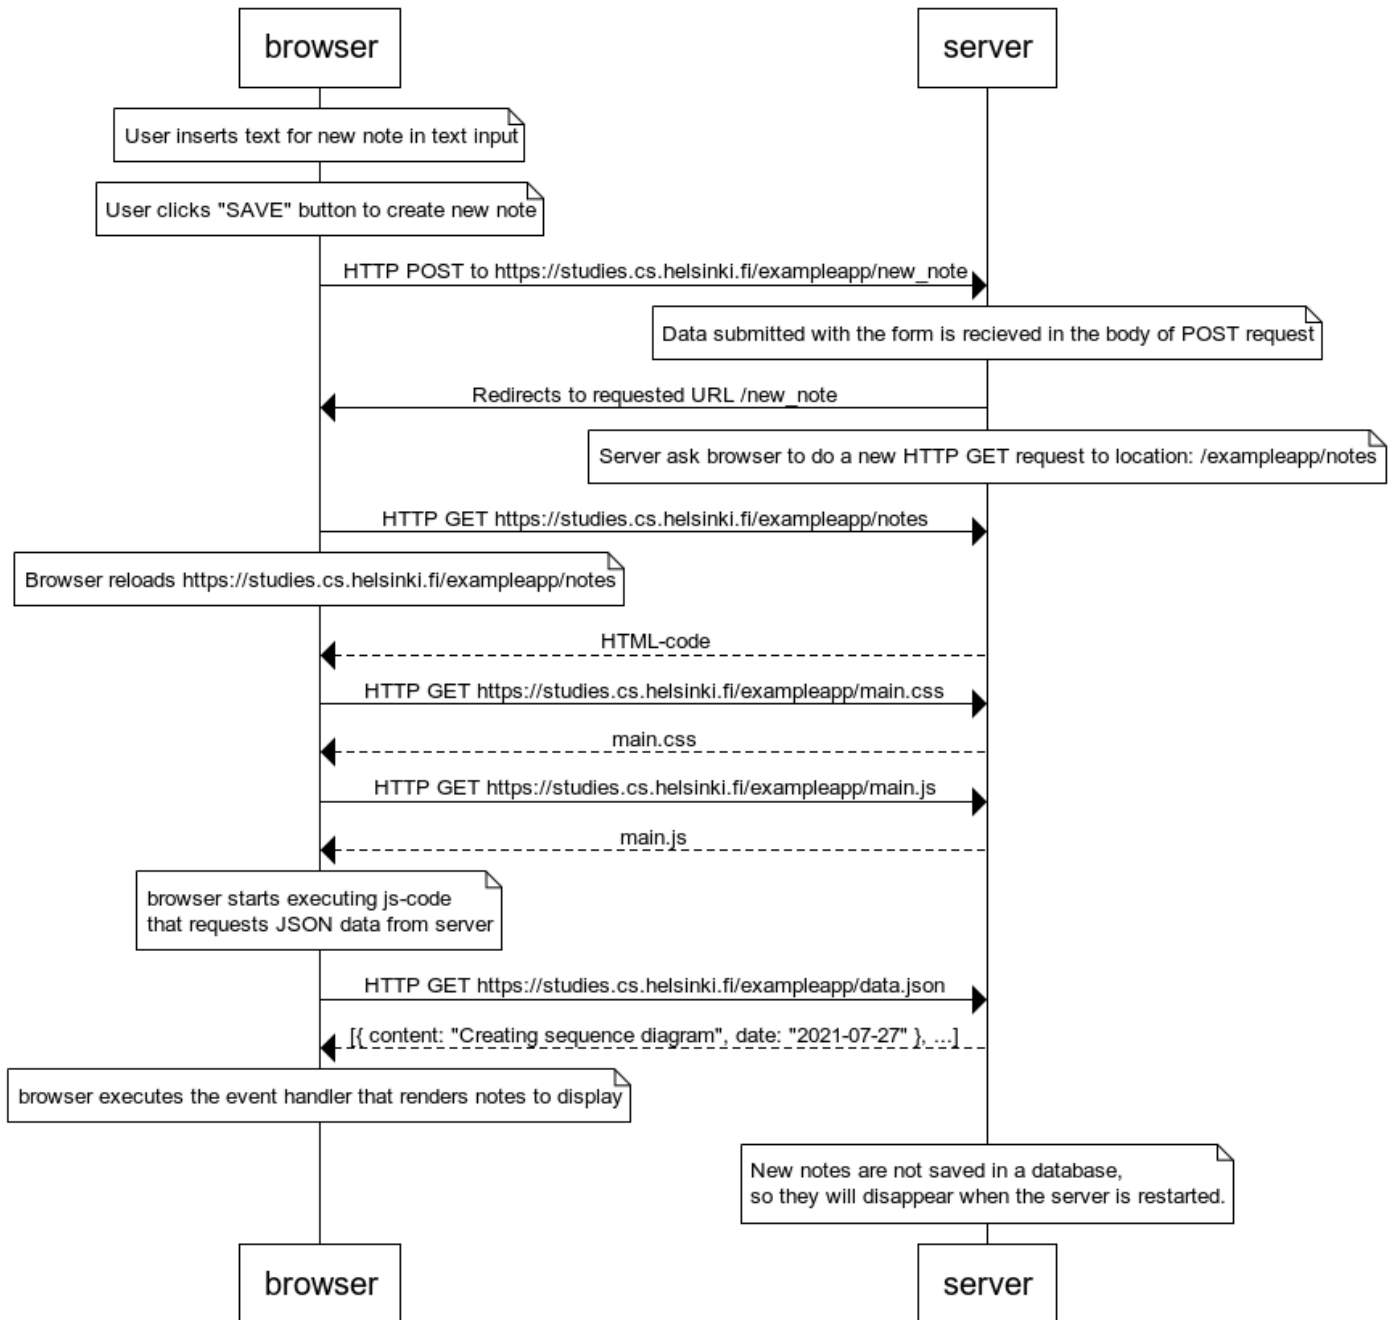 browser
server
User inserts text for new note in text input
User clicks "SAVE" button to create new note
HTTP POST to https://studies.cs.helsinki.fi/exampleapp/new_note
Data submitted with the form is recieved in the body of POST request
Redirects to requested URL /new_note
Server ask browser to do a new HTTP GET request to location: /exampleapp/notes
HTTP GET https://studies.cs.helsinki.fi/exampleapp/notes
Browser reloads https://studies.cs.helsinki.fi/exampleapp/notes
HTML-code
HTTP GET https://studies.cs.helsinki.fi/exampleapp/main.css
main.css
HTTP GET https://studies.cs.helsinki.fi/exampleapp/main.js
main.js
browser starts executing js-code
that requests JSON data from server
HTTP GET https://studies.cs.helsinki.fi/exampleapp/data.json
[{ content: "Creating sequence diagram", date: "2021-07-27" }, ...]
browser executes the event handler that renders notes to display
New notes are not saved in a database,
so they will disappear when the server is restarted.
browser
server